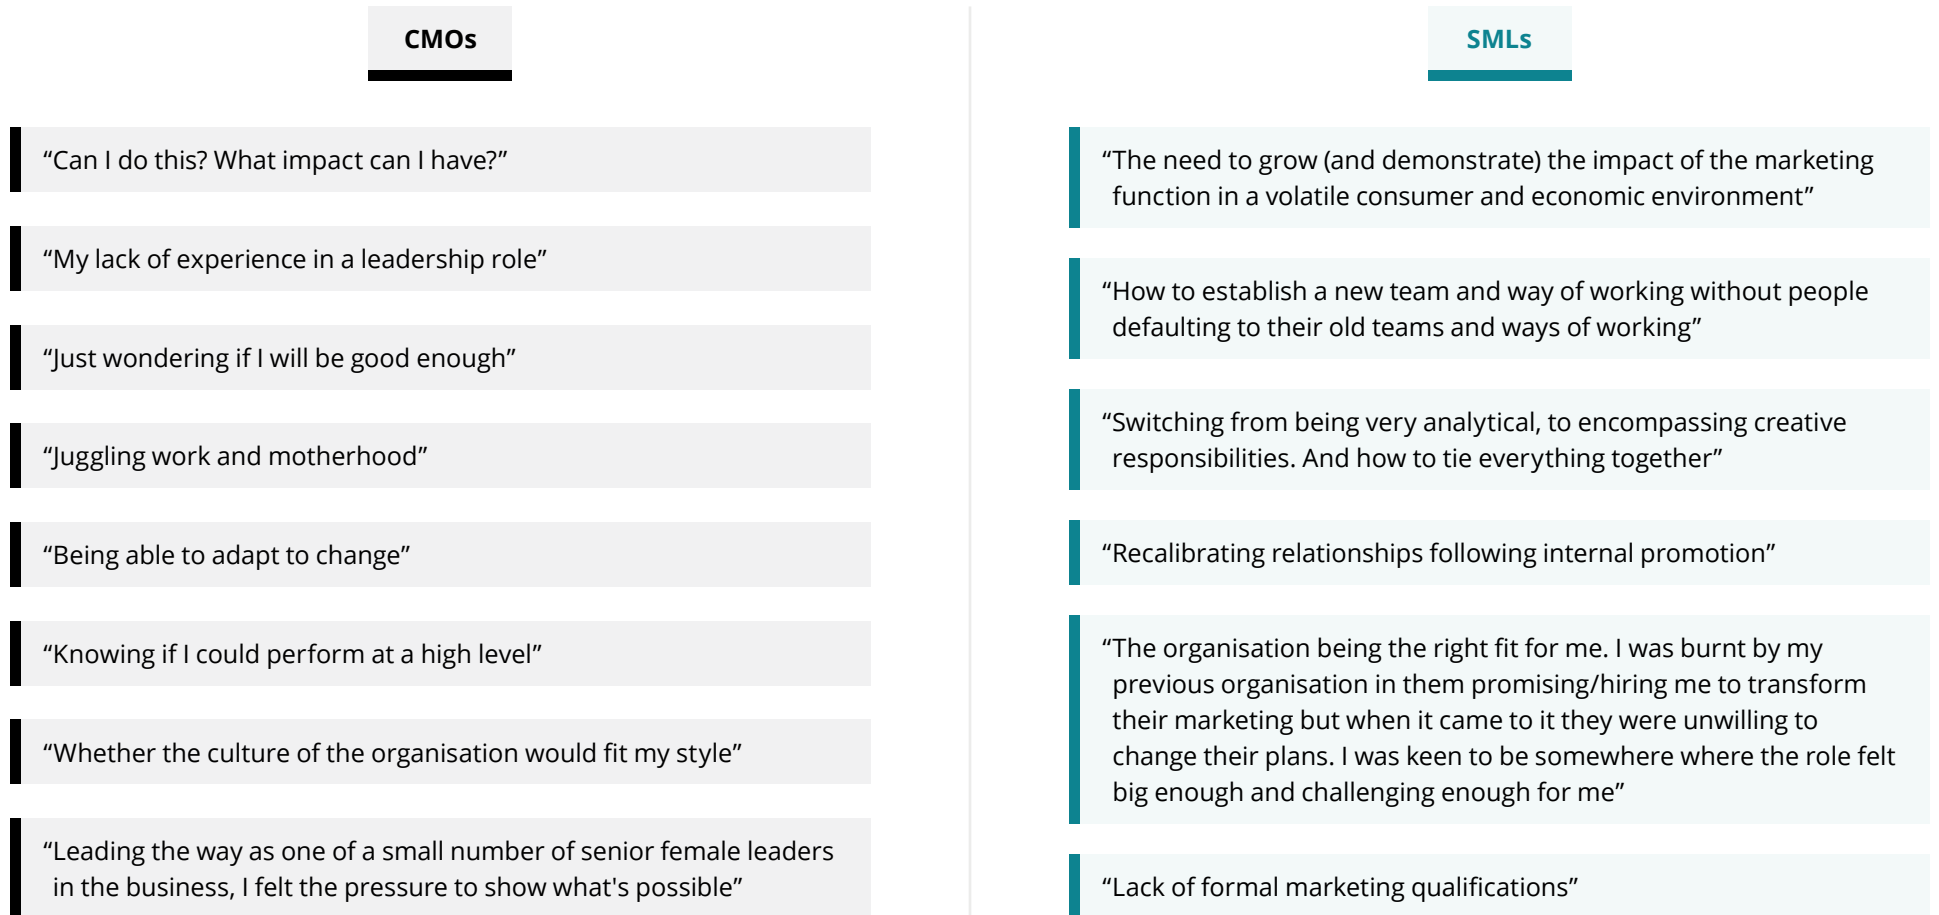 CMOs
“Can I do this? What impact can I have?”
“My lack of experience in a leadership role”
“Just wondering if I will be good enough”
“Juggling work and motherhood”
“Being able to adapt to change”
“Knowing if I could perform at a high level”
“Whether the culture of the organisation would fit my style”
“Leading the way as one of a small number of senior female leaders
in the business, I felt the pressure to show what's possible”
SMLs
“The need to grow (and demonstrate) the impact of the marketing
function in a volatile consumer and economic environment”
“How to establish a new team and way of working without people
defaulting to their old teams and ways of working”
“Switching from being very analytical, to encompassing creative
responsibilities. And how to tie everything together”
“Recalibrating relationships following internal promotion”
“The organisation being the right fit for me. I was burnt by my
previous organisation in them promising/hiring me to transform
their marketing but when it came to it they were unwilling to
change their plans. I was keen to be somewhere where the role felt
big enough and challenging enough for me”
“Lack of formal marketing qualifications”